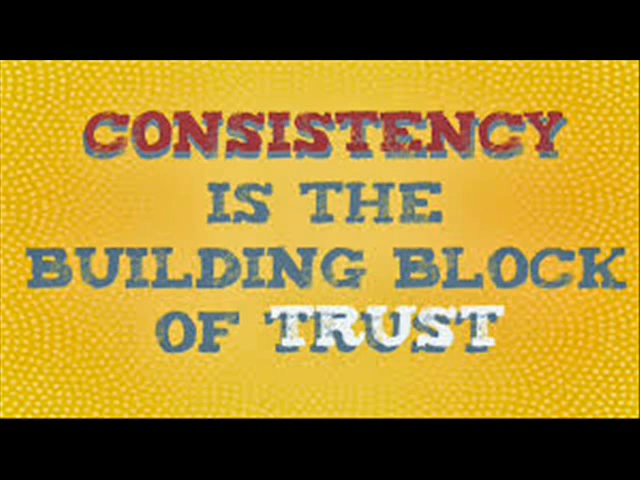 CONSISTENCY
IS THE
BUILDING BLOCK
OF TRUST